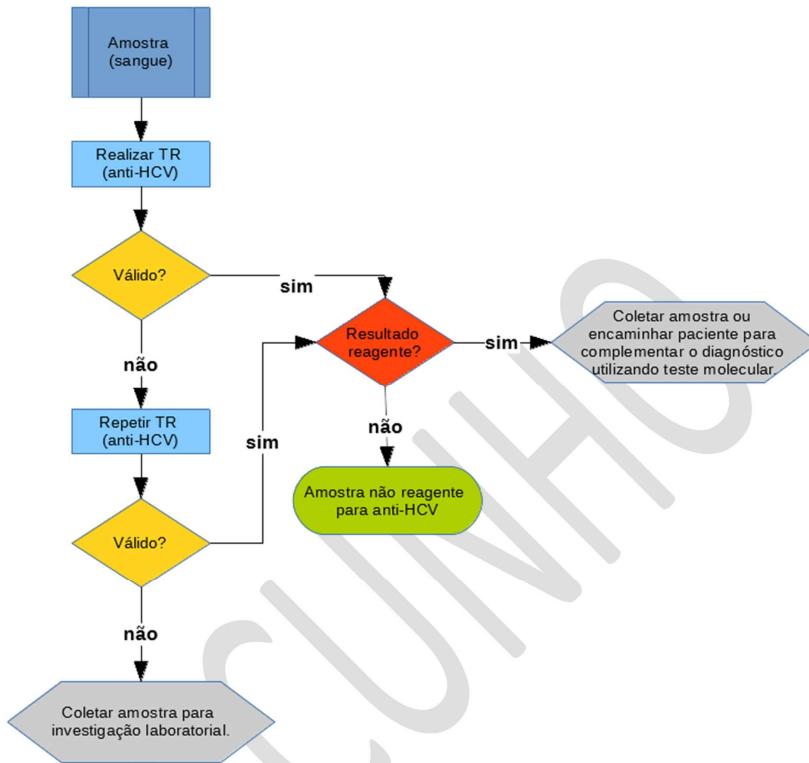 Amostra
(sangue)
Realizar TR
(anti-HCV)
Válido?
sim
não
Resultado
reagente?
sim
Coletar amostra ou
encaminhar paciente para
complementar o diagnóstico
utilizando teste molecular.
não
Amostra não reagente
para anti-HCV
Repetir TR
(anti-HCV)
sim
Válido?
não
Coletar amostra para
investigação laboratorial.
CUNHO